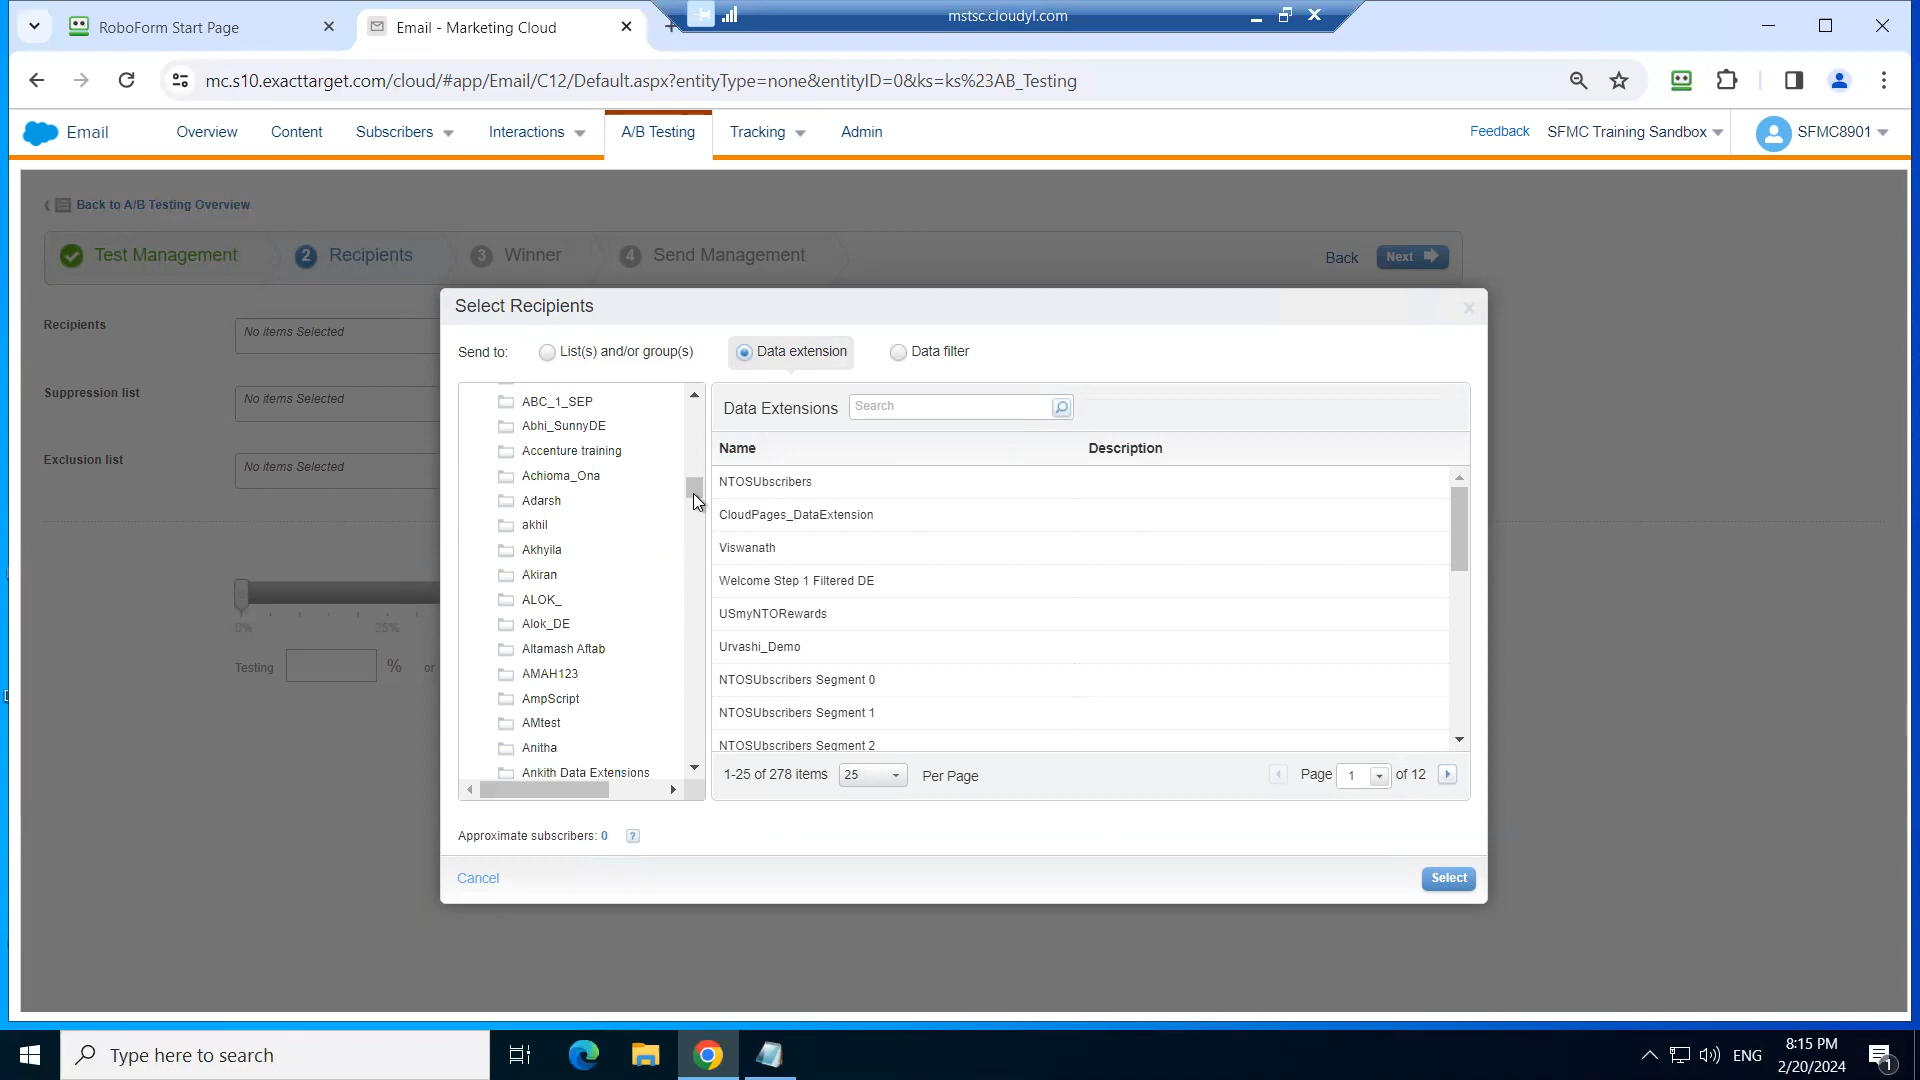 mstsc.cloudyl.com
RoboForm Start Page
Email - Marketing Cloud
mc.s10.exacttarget.com/cloud/#app/Email/C12/Default.aspx?entityType=none&entityID=0&ks=ks%23AB_Testing
Email Overview Content Subscribers Interactions A/B Testing Tracking Admin Feedback SFMC Training Sandbox SFMC8901
Back to A/B Testing Overview
Test Management 2 Recipients 3 Winner 4 Send Management Back Next
Recipients No items Selected
Suppression list No items Selected
Exclusion list No items Selected
0% 25%
Testing % or
Select Recipients
Send to: List(s) and/or group(s) Data extension Data filter
ABC_1_SEP
Abhi_SunnyDE
Accenture training
Achioma_Ona
Adarsh
akhil
Akhyila
Akiran
ALOK_
Alok_DE
Altamash Aftab
AMAH123
AmpScript
AMtest
Anitha
Ankith Data Extensions
Data Extensions Search
Name Description
NTOSUbscribers
CloudPages_DataExtension
Viswanath
Welcome Step 1 Filtered DE
USmyNTORewards
Urvashi_Demo
NTOSUbscribers Segment 0
NTOSUbscribers Segment 1
NTOSUbscribers Segment 2
1-25 of 278 items 25 Per Page Page 1 of 12
Approximate subscribers: 0 ?
Cancel Select
Type here to search
ENG
8:15 PM
2/20/2024
1